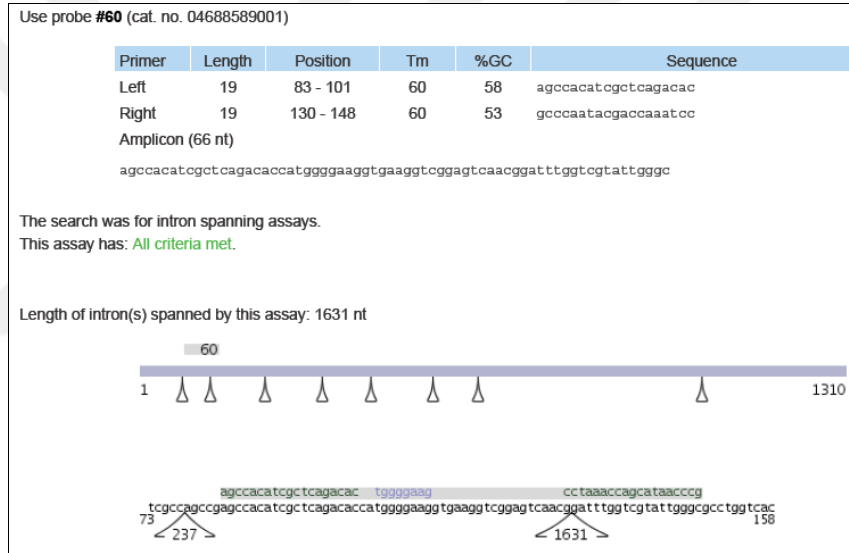 Use probe #60 (cat. no. 04688589001)
Primer Length Position Tm %GC Sequence
Left 19 83 - 101 60 58 agccacatcgctcagacac
Right 19 130 - 148 60 53 gcccaatacgaccaaatcc
Amplicon (66 nt)
agccacatcgctcagacaccatggggaaggtgaaggtcggagtcaacggatttggtcgtattgggc
The search was for intron spanning assays.
This assay has: All criteria met.
Length of intron(s) spanned by this assay: 1631 nt
60
1 1310
agccacatcgctcagacac tggggaag cctaaaccagcataacccg
tcgccagccgagccacatcgctcagacaccatggggaaggtgaaggtcggagtcaacggatttggtcgtattgggcgcctggtcac
73 158
237 1631